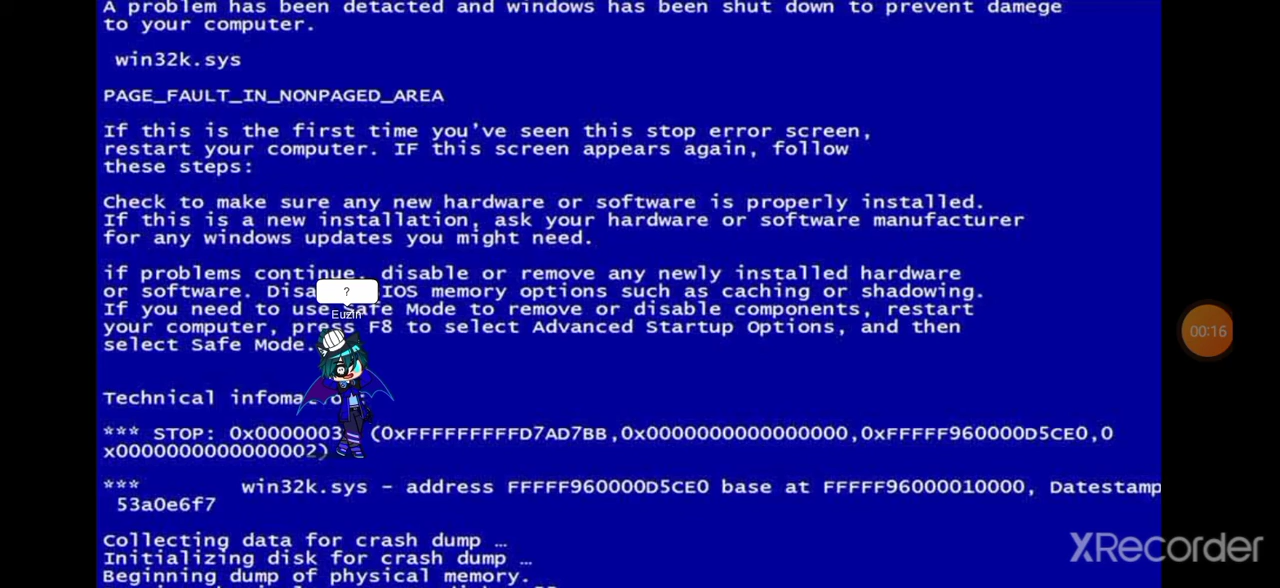 A problem has been detacted and windows has been shut down to prevent damege
to your computer.
win32k.sys
PAGE_FAULT_IN_NONPAGED_AREA
If this is the first time you've seen this stop error screen,
restart your computer. IF this screen appears again, follow
these steps:
Check to make sure any new hardware or software is properly installed.
If this is a new installation, ask your hardware or software manufacturer
for any windows updates you might need.
if problems continue, disable or remove any newly installed hardware
or software. IOS memory options such as caching or shadowing.
?
If you need to use Safe Mode to remove or disable components, restart
Euzin
your computer, press F8 to select Advanced Startup Options, and then
select Safe Mode.
00:16
Technical
*** STOP: (0xFFFFFFFFFD7AD7BB,0x0000000000000000,0xFFFFF960000D5CE0,0
x0000000000000002)
*** win32k.sys - address FFFFF960000D5CE0 base at FFFFF96000010000, Datestamp
53a0e6f7
Collecting data for crash dump ...
Initializing disk for crash dump ...
Beginning dump of physical memory.
XRecorder